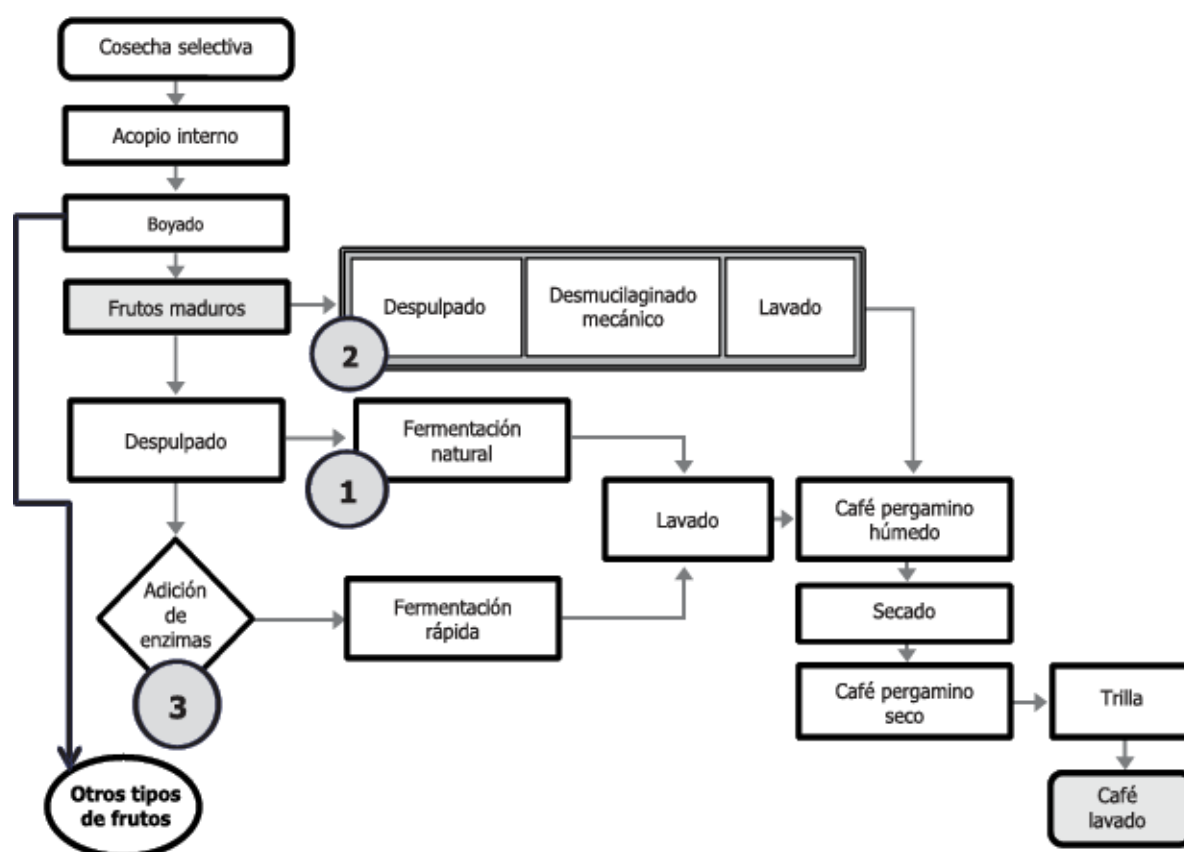 Cosecha selectiva
Acopio interno
Boyado
Frutos maduros
Despulpado
Desmucilaginado
mecánico
Lavado
2
Despulpado
Fermentación
natural
1
Lavado
Café pergamino
húmedo
Adición
de
enzimas
3
Fermentación
rápida
Secado
Café pergamino
seco
Trilla
Otros tipos
de frutos
Café
lavado